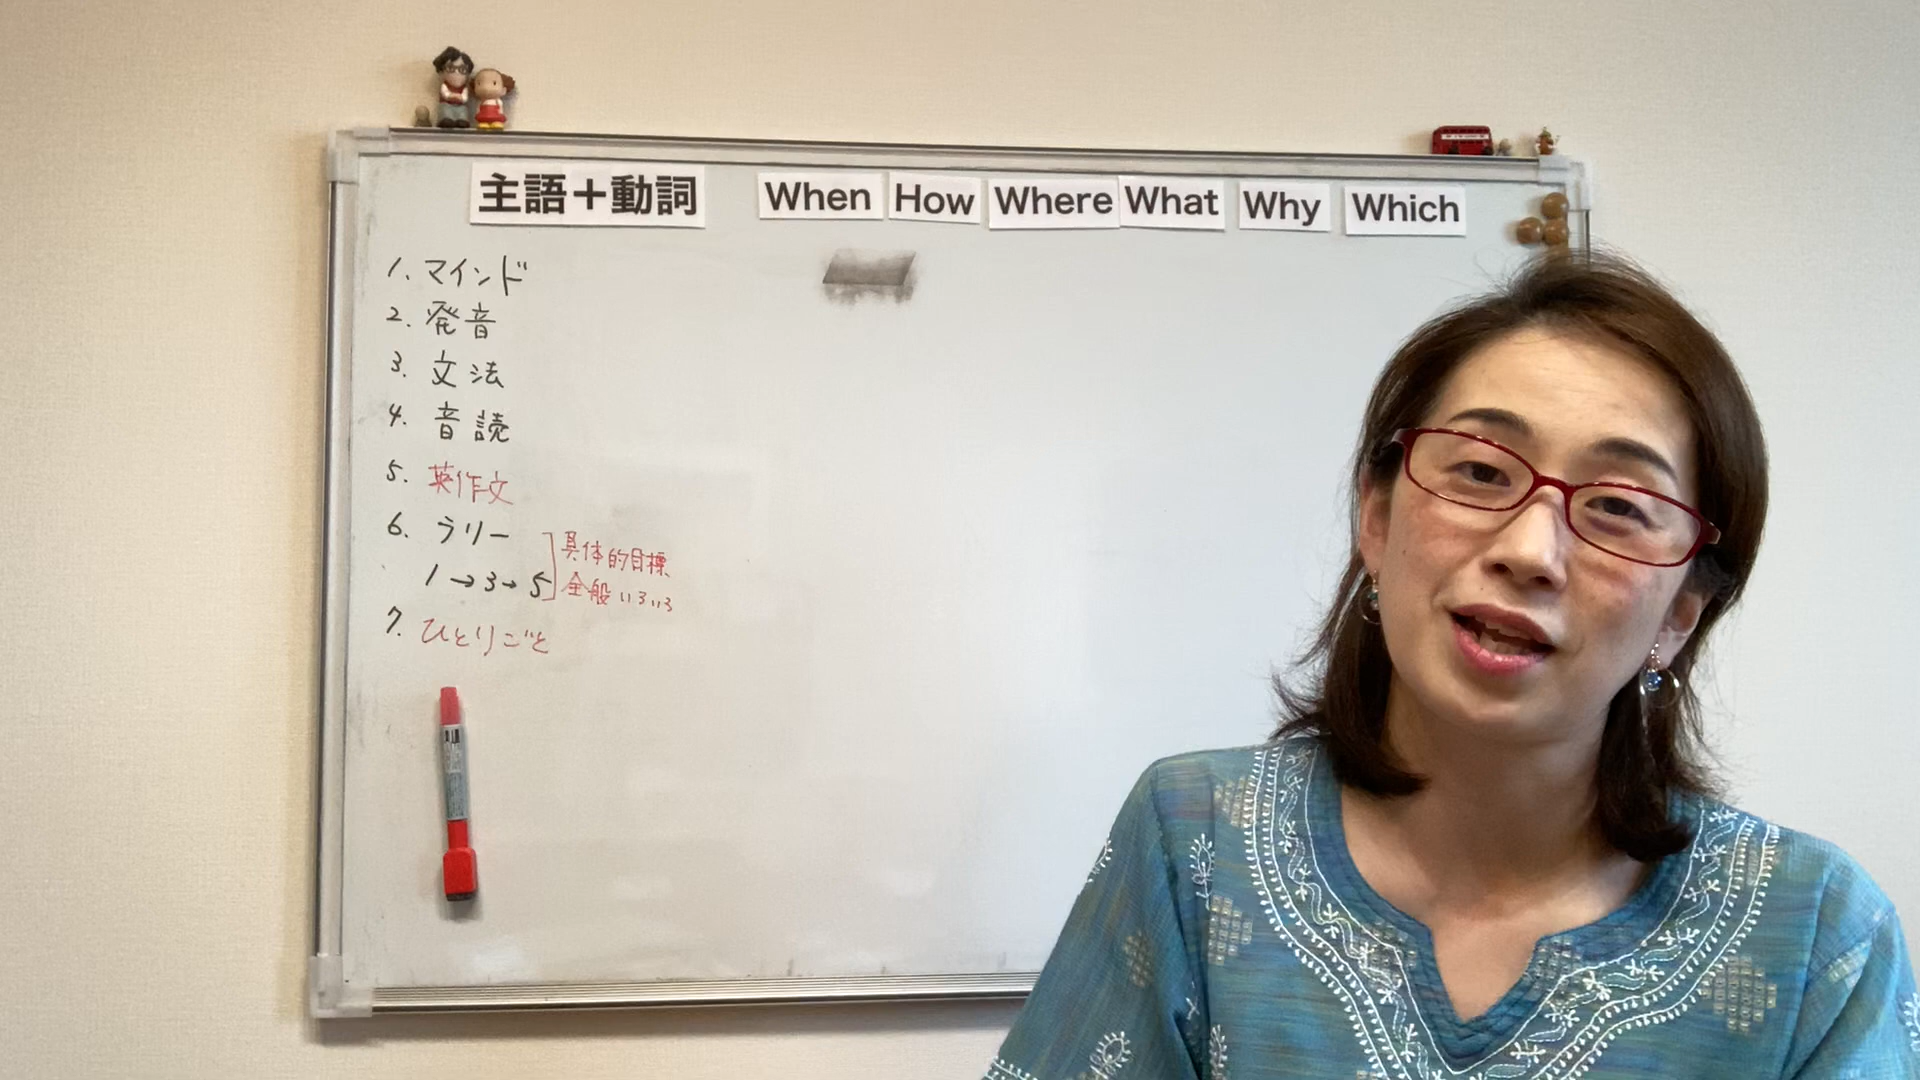 主語＋動詞 When How Where What Why Which
1. マインド
2. 発音
3. 文法
4. 音読
5. 英作文
6. ラリー
1→3→5
具体的目標
全般 いろいろ
7. ひとりごと